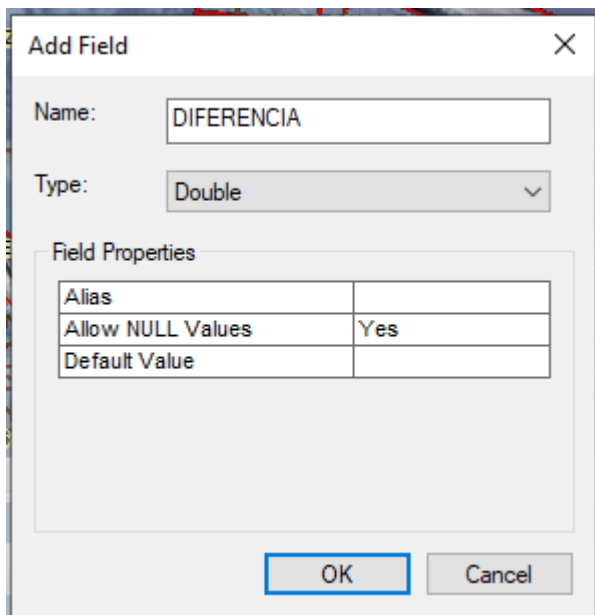 Add Field
Name: DIFERENCIA
Type: Double
Field Properties
Alias
Allow NULL Values Yes
Default Value
OK Cancel